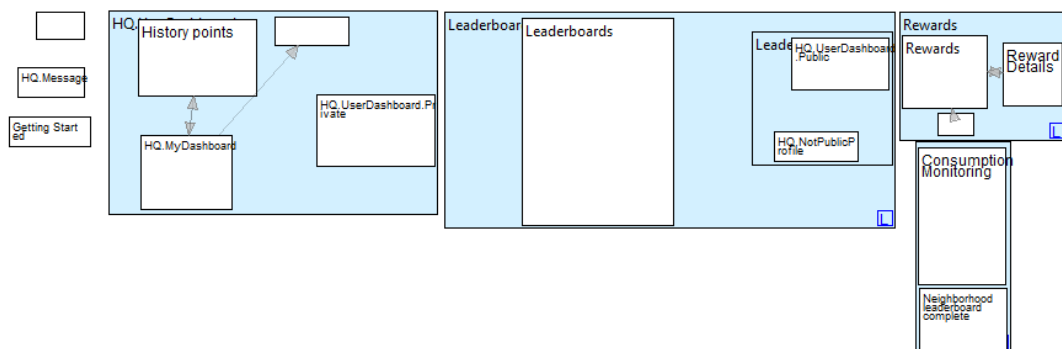 HQ.Message
Getting Start
ed
History points
HQ.MyDashboard
HQ.UserDashboard.Pr
ivate
Leaderboards
HQ.UserDashboard
.Public
HQ.NotPublicP
rofile
L
Rewards
Rewards
Reward
Details
L
Consumption
Monitoring
Neighborhood
leaderboard
complete